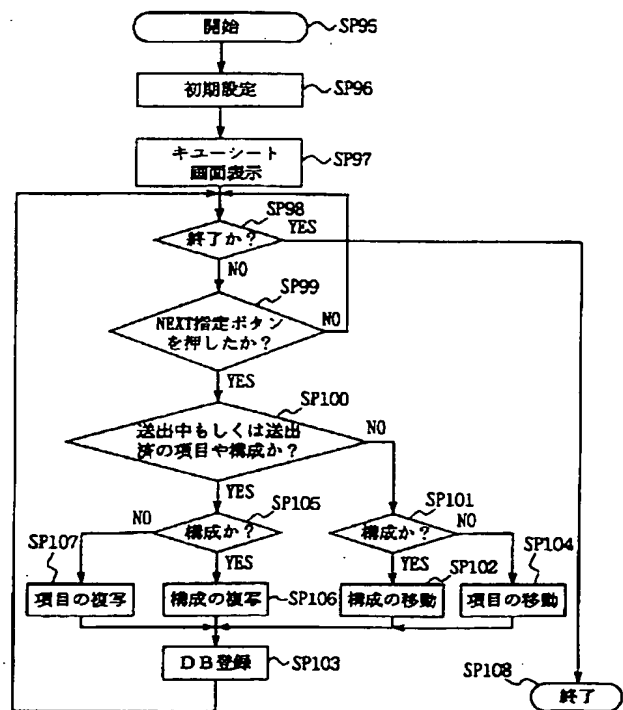 開始
SP95
初期設定
SP96
キューシート
画面表示
SP97
SP98
終了か?
YES
NO
SP99
NEXT指定ボタン
を押したか?
NO
YES
SP100
送出中もしくは送出
済の項目や構成か?
NO
YES
SP105
構成か?
NO
YES
SP101
構成か?
NO
YES
SP107
項目の複写
構成の複写
SP106
SP102
構成の移動
SP104
項目の移動
DB登録
SP103
SP108
終了